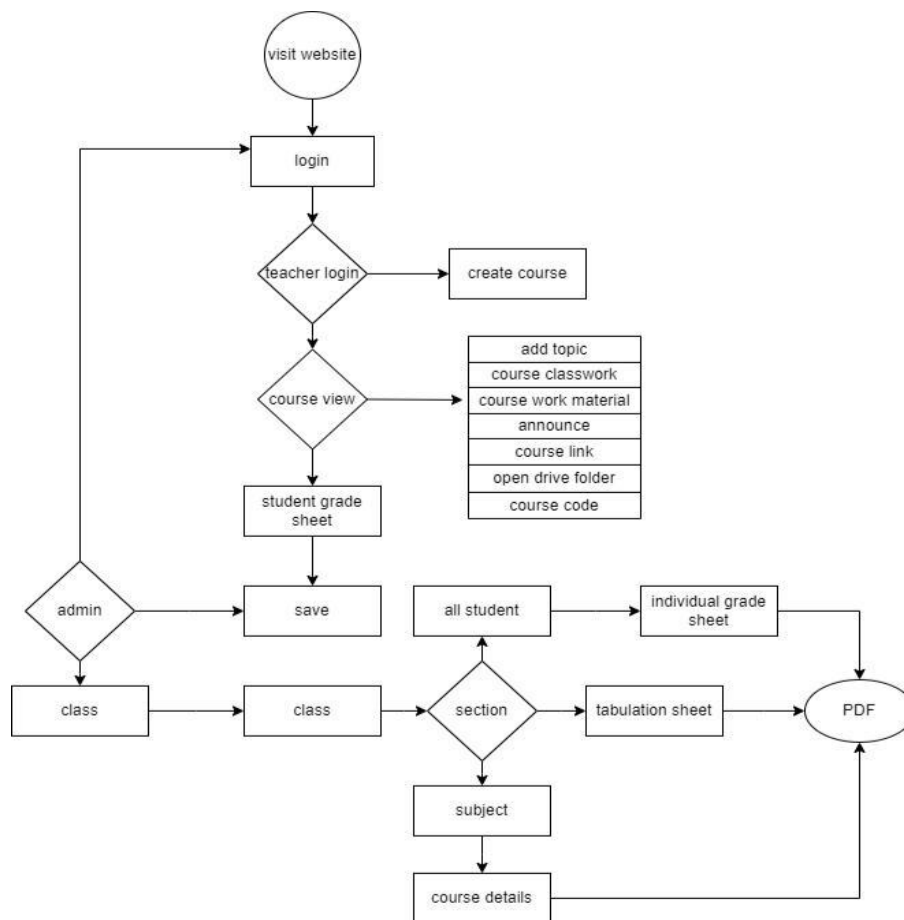 visit website
login
teacher login
create course
course view
add topic
course classwork
course work material
announce
course link
open drive folder
course code
student grade
sheet
admin
save
all student
individual grade
sheet
class
class
section
tabulation sheet
PDF
subject
course details